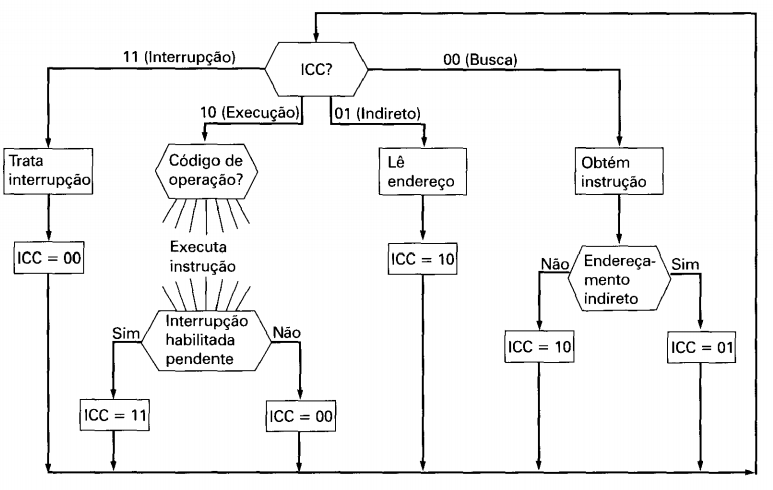 11 (Interrupção)
ICC?
00 (Busca)
10 (Execução)
01 (Indireto)
Trata
interrupção
Código de
operação?
Lê
endereço
Obtém
instrução
ICC = 00
Executa
instrução
ICC = 10
Não
Endereça-
mento
indireto
Sim
Sim
Interrupção
habilitada
pendente
Não
ICC = 10
ICC = 01
ICC = 11
ICC = 00